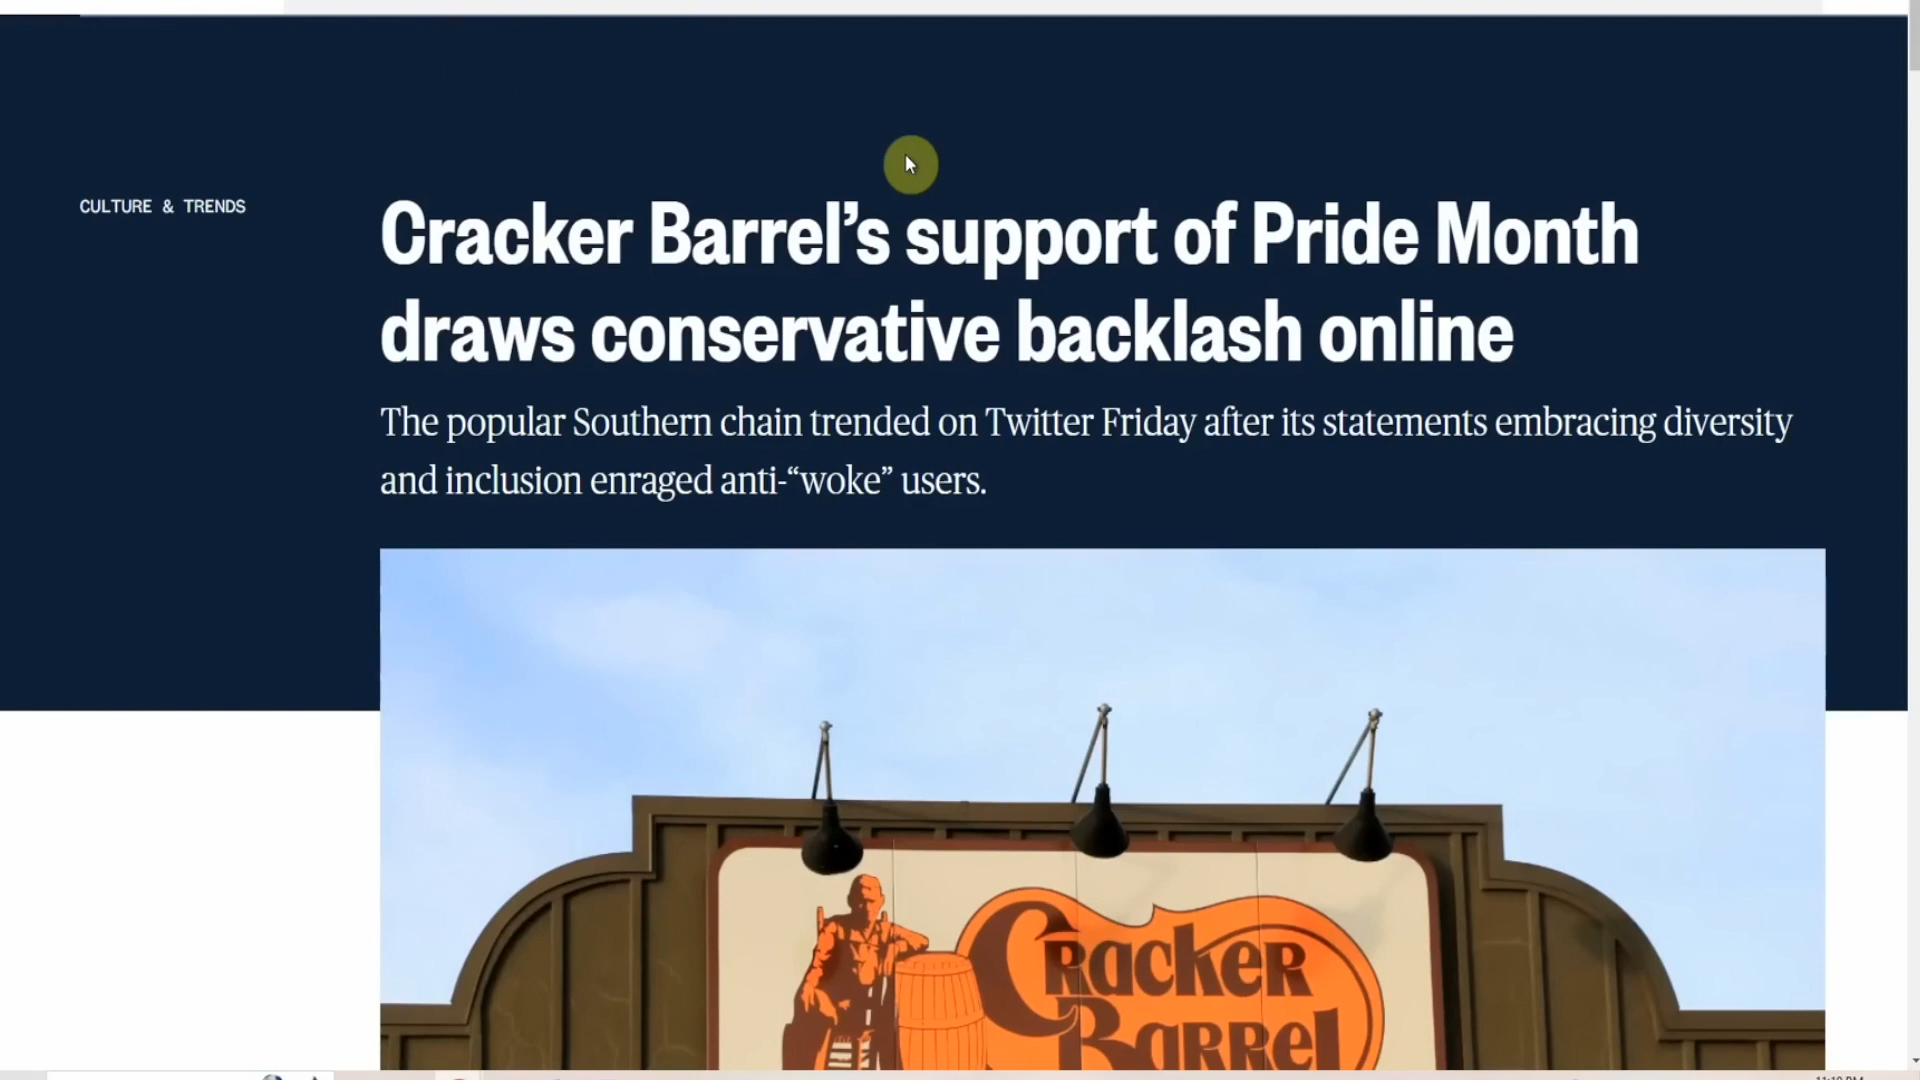 CULTURE & TRENDS
Cracker Barrel’s support of Pride Month
draws conservative backlash online
The popular Southern chain trended on Twitter Friday after its statements embracing diversity
and inclusion enraged anti-“woke” users.
Cracker
Barrel